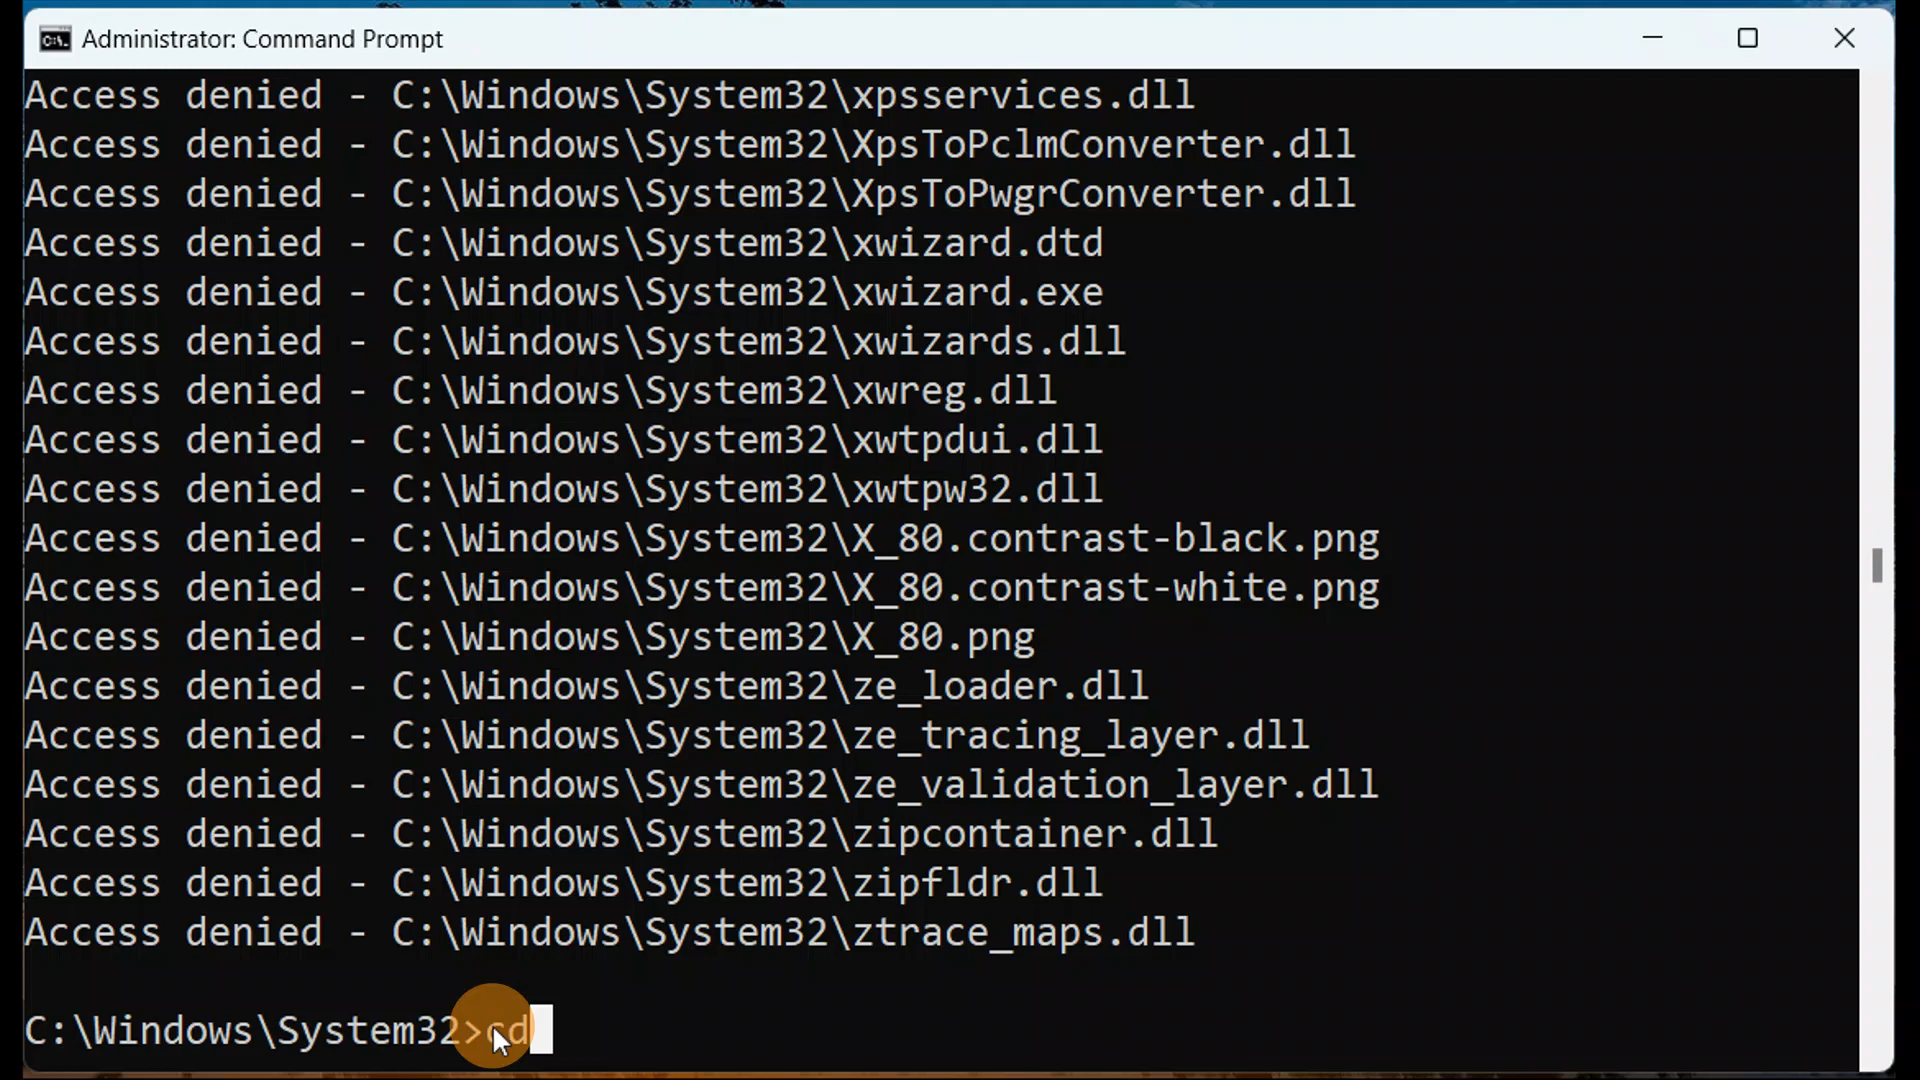 Administrator: Command Prompt
Access denied - C:\Windows\System32\xpsservices.dll
Access denied - C:\Windows\System32\XpsToPclmConverter.dll
Access denied - C:\Windows\System32\XpsToPwgrConverter.dll
Access denied - C:\Windows\System32\xwizard.dtd
Access denied - C:\Windows\System32\xwizard.exe
Access denied - C:\Windows\System32\xwizards.dll
Access denied - C:\Windows\System32\xwreg.dll
Access denied - C:\Windows\System32\xwtpdui.dll
Access denied - C:\Windows\System32\xwtpw32.dll
Access denied - C:\Windows\System32\X_80.contrast-black.png
Access denied - C:\Windows\System32\X_80.contrast-white.png
Access denied - C:\Windows\System32\X_80.png
Access denied - C:\Windows\System32\ze_loader.dll
Access denied - C:\Windows\System32\ze_tracing_layer.dll
Access denied - C:\Windows\System32\ze_validation_layer.dll
Access denied - C:\Windows\System32\zipcontainer.dll
Access denied - C:\Windows\System32\zipfldr.dll
Access denied - C:\Windows\System32\ztrace_maps.dll
C:\Windows\System32>cd